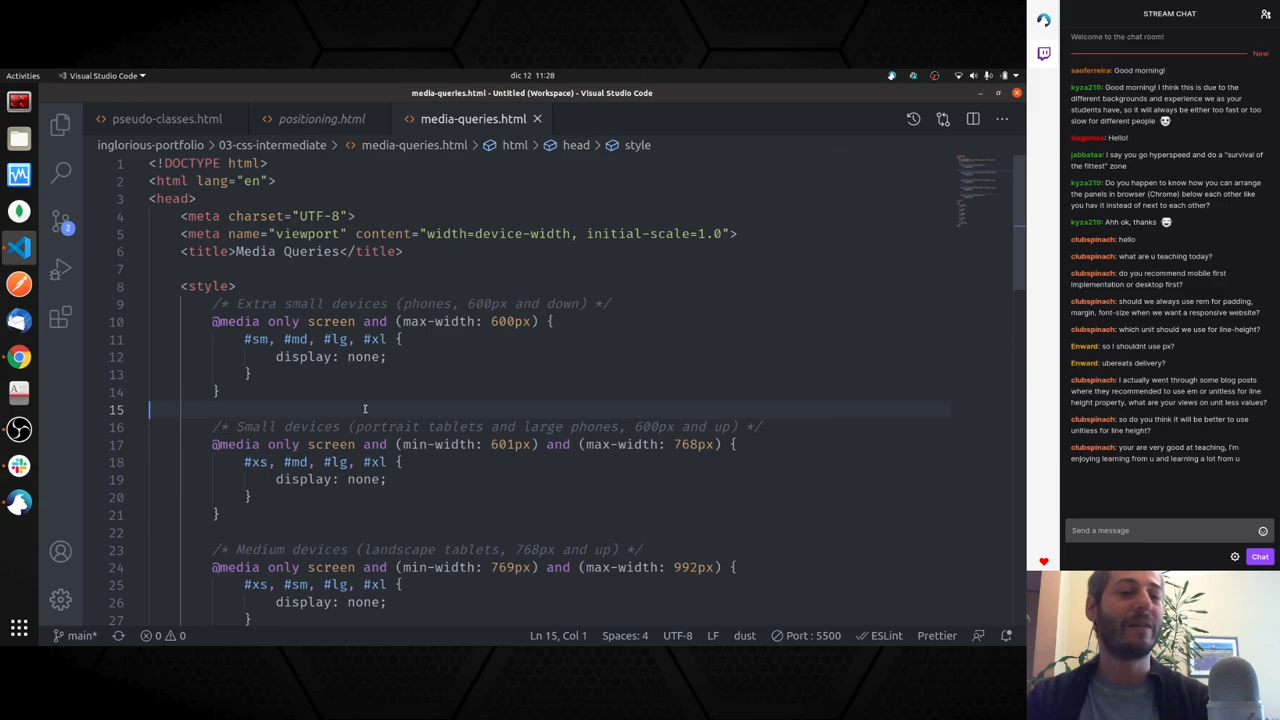 STREAM CHAT
Welcome to the chat room!
New
saoferreira: Good morning!
kyza219: Good morning! I think this is due to the
different backgrounds and experience we as your
students have, so it will always be either too fast or too
slow for different people
Hello!
jabbataa: I say you go hyperspeed and do a "survival of
the fittest" zone
kyza219: Do you happen to know how you can arrange
the panels in browser (Chrome) below each other like
you hav it instead of next to each other?
kyza219: Ahh ok, thanks
clubspinach: hello
clubspinach: what are u teaching today?
clubspinach: do you recommend mobile first
implementation or desktop first?
clubspinach: should we always use rem for padding,
margin, font-size when we want a responsive website?
clubspinach: which unit should we use for line-height?
Enward: so I shouldnt use px?
Enward: ubereats delivery?
clubspinach: I actually went through some blog posts
where they recommended to use em or unitless for line
height property, what are your views on unit less values?
clubspinach: so do you think it will be better to use
unitless for line height?
clubspinach: your are very good at teaching, I'm
enjoying learning from u and learning a lot from u
Send a message
Chat
Activities
Visual Studio Code
dic 12 11:28
media-queries.html - Untitled (Workspace) - Visual Studio Code
pseudo-classes.html
positioning.html
media-queries.html
inglorious-portfolio > 03-css-intermediate > media-queries.html > html > head > style
1 <!DOCTYPE html>
2 <html lang="en">
3 <head>
4 <meta charset="UTF-8">
5 <meta name="viewport" content="width=device-width, initial-scale=1.0">
6 <title>Media Queries</title>
7
8 <style>
9 /* Extra small devices (phones, 600px and down) */
10 @media only screen and (max-width: 600px) {
11 #sm, #md, #lg, #xl {
12 display: none;
13 }
14 }
15
16 /* Small devices (portrait tablets and large phones, 600px and up) */
17 @media only screen and (min-width: 601px) and (max-width: 768px) {
18 #xs, #md, #lg, #xl {
19 display: none;
20 }
21 }
22
23 /* Medium devices (landscape tablets, 768px and up) */
24 @media only screen and (min-width: 769px) and (max-width: 992px) {
25 #xs, #sm, #lg, #xl {
26 display: none;
27 }
2
main* 0 0 Ln 15, Col 1 Spaces: 4 UTF-8 LF dust Port : 5500 ESLint Prettier